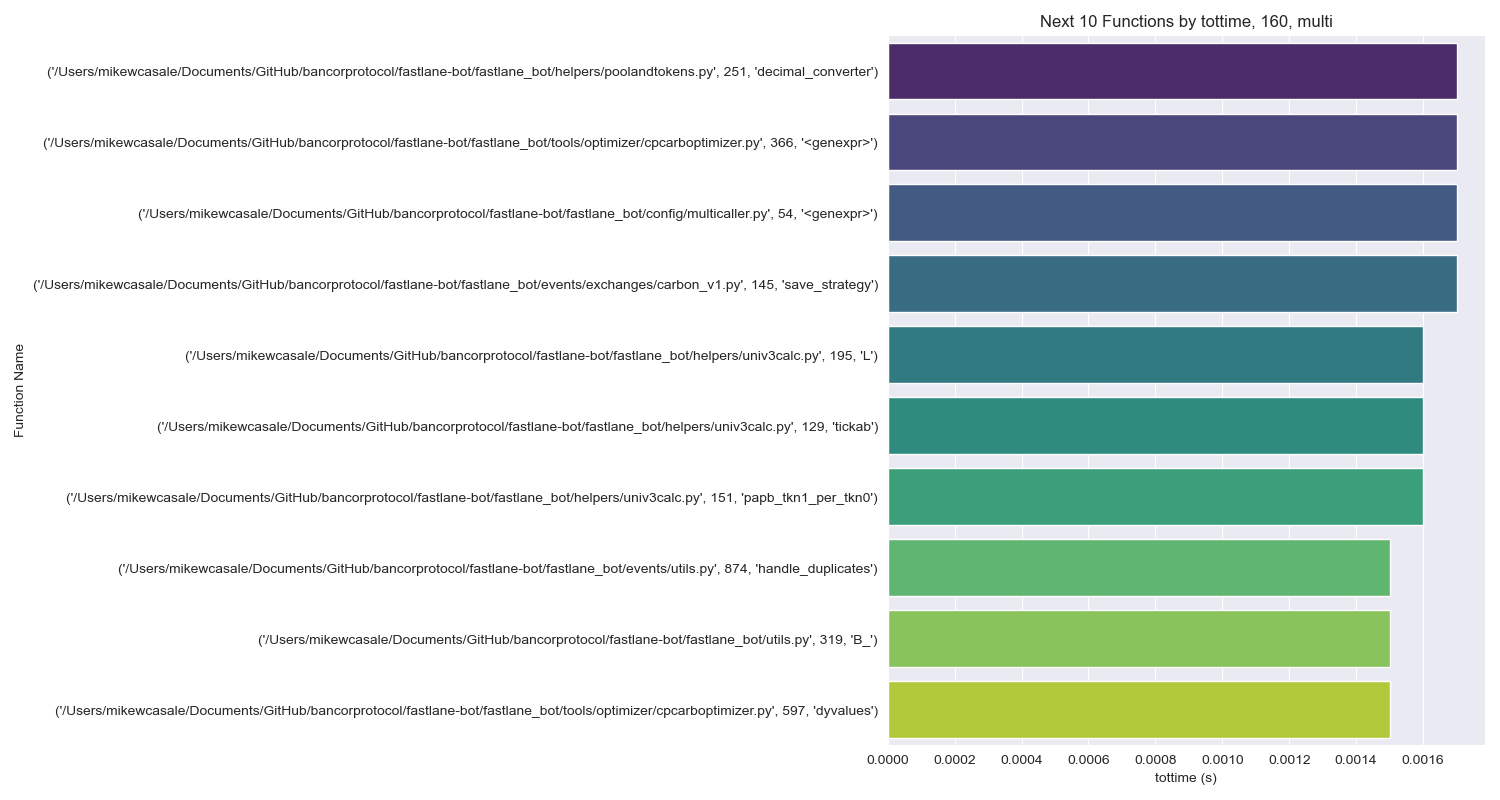 Next 10 Functions by tottime, 160, multi
('/Users/mikewcasale/Documents/GitHub/bancorprotocol/fastlane-bot/fastlane_bot/helpers/poolandtokens.py', 251, 'decimal_converter')
('/Users/mikewcasale/Documents/GitHub/bancorprotocol/fastlane-bot/fastlane_bot/tools/optimizer/cpcarboptimizer.py', 366, '<genexpr>')
('/Users/mikewcasale/Documents/GitHub/bancorprotocol/fastlane-bot/fastlane_bot/config/multicaller.py', 54, '<genexpr>')
('/Users/mikewcasale/Documents/GitHub/bancorprotocol/fastlane-bot/fastlane_bot/events/exchanges/carbon_v1.py', 145, 'save_strategy')
('/Users/mikewcasale/Documents/GitHub/bancorprotocol/fastlane-bot/fastlane_bot/helpers/univ3calc.py', 195, 'L')
('/Users/mikewcasale/Documents/GitHub/bancorprotocol/fastlane-bot/fastlane_bot/helpers/univ3calc.py', 129, 'tickab')
('/Users/mikewcasale/Documents/GitHub/bancorprotocol/fastlane-bot/fastlane_bot/helpers/univ3calc.py', 151, 'papb_tkn1_per_tkn0')
('/Users/mikewcasale/Documents/GitHub/bancorprotocol/fastlane-bot/fastlane_bot/events/utils.py', 874, 'handle_duplicates')
('/Users/mikewcasale/Documents/GitHub/bancorprotocol/fastlane-bot/fastlane_bot/utils.py', 319, 'B_')
('/Users/mikewcasale/Documents/GitHub/bancorprotocol/fastlane-bot/fastlane_bot/tools/optimizer/cpcarboptimizer.py', 597, 'dyvalues')
Function Name
0.0000 0.0002 0.0004 0.0006 0.0008 0.0010 0.0012 0.0014 0.0016
tottime (s)